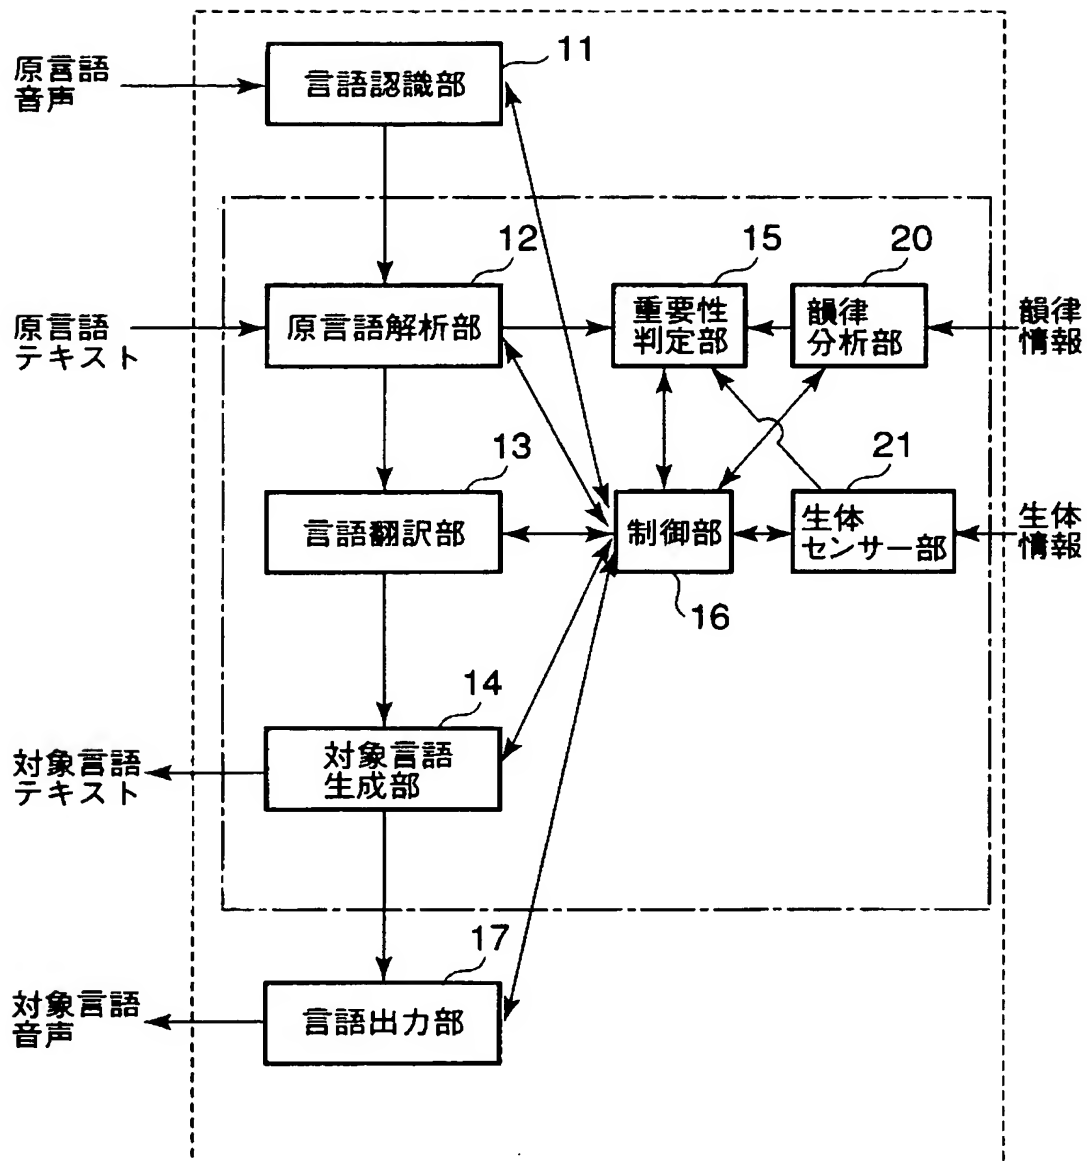 11
原言語
音声
言語認識部
12
15
20
原言語
テキスト
原言語解析部
重要性
判定部
韻律
分析部
韻律
情報
13
21
言語翻訳部
制御部
生体
センサー部
生体
情報
16
14
対象言語
テキスト
対象言語
生成部
17
対象言語
音声
言語出力部